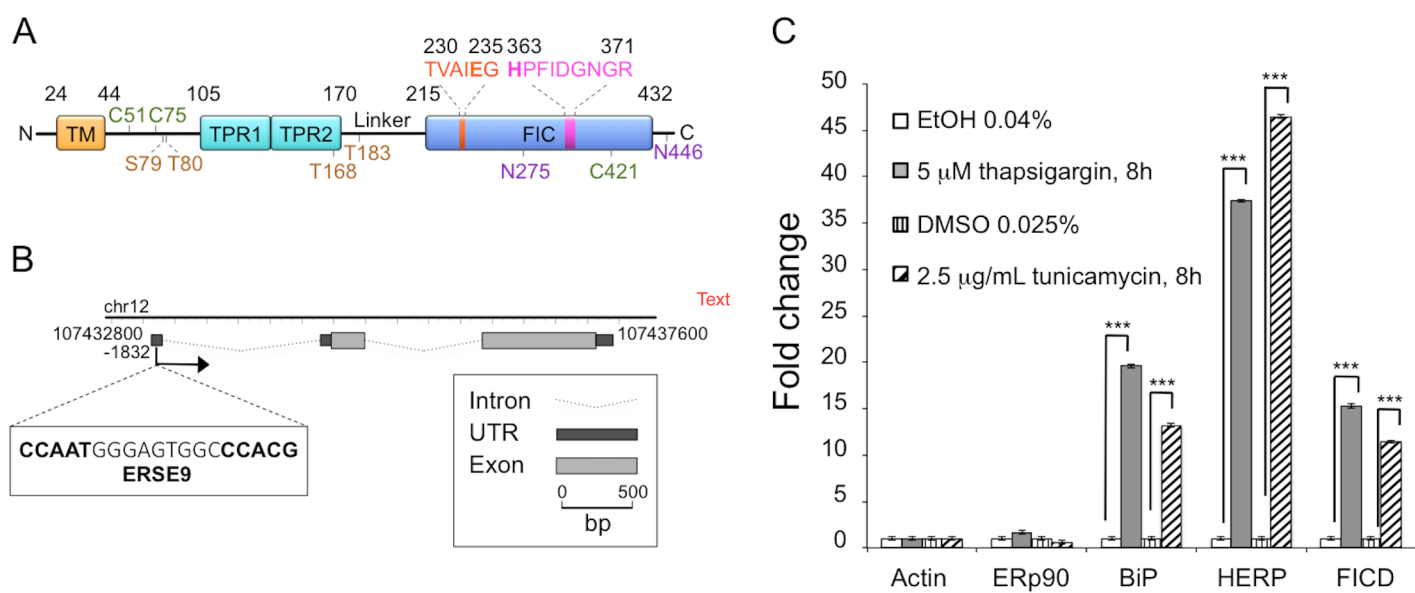 A
230 235 363 371
TVAIEG HPFIDGNGR
24 44 105 170 215 432
C51 C75 Linker
N TM TPR1 TPR2 FIC C
S79 T80 T168 T183 N275 C421 N446
B
chr12 Text
107432800 107437600
-1832
CCAATGGGAGTGGCCCACG
ERSE9
Intron
UTR
Exon
0 500
bp
C
Fold change
50
45
40
35
30
25
20
15
10
5
0
EtOH 0.04%
5 μM thapsigargin, 8h
DMSO 0.025%
2.5 μg/mL tunicamycin, 8h
*** *** *** *** *** ***
Actin ERp90 BiP HERP FICD